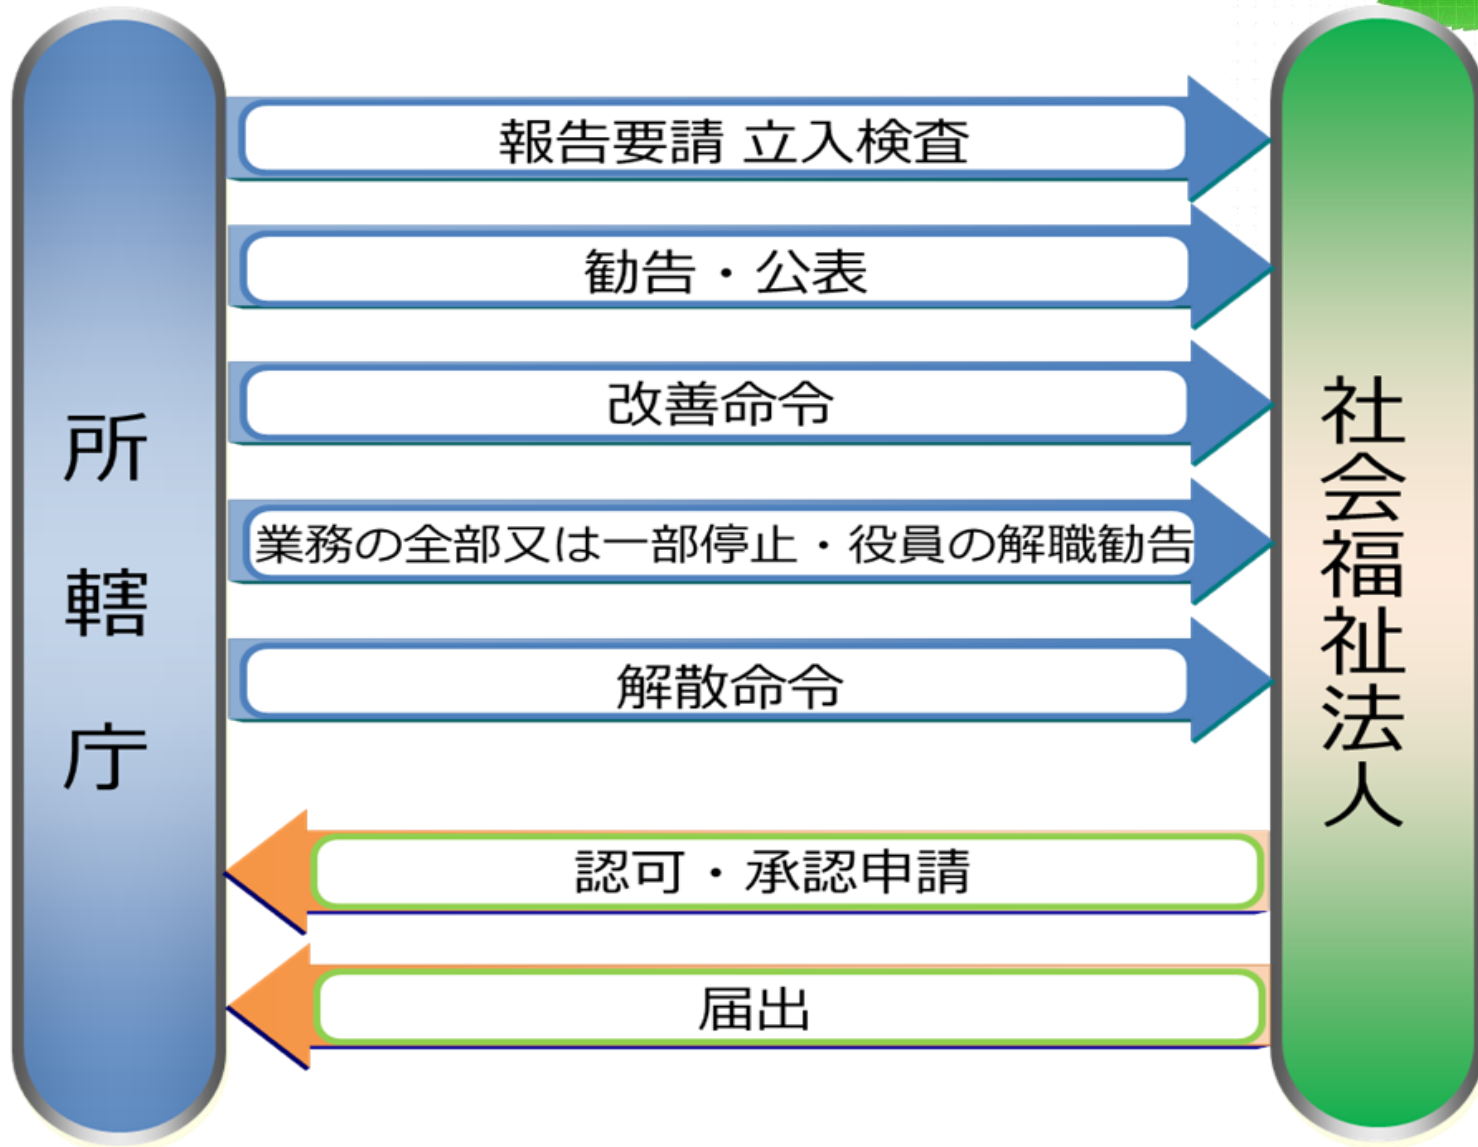 所轄庁
報告要請 立入検査
勧告・公表
改善命令
業務の全部又は一部停止・役員の解職勧告
解散命令
認可・承認申請
届出
社会福祉法人